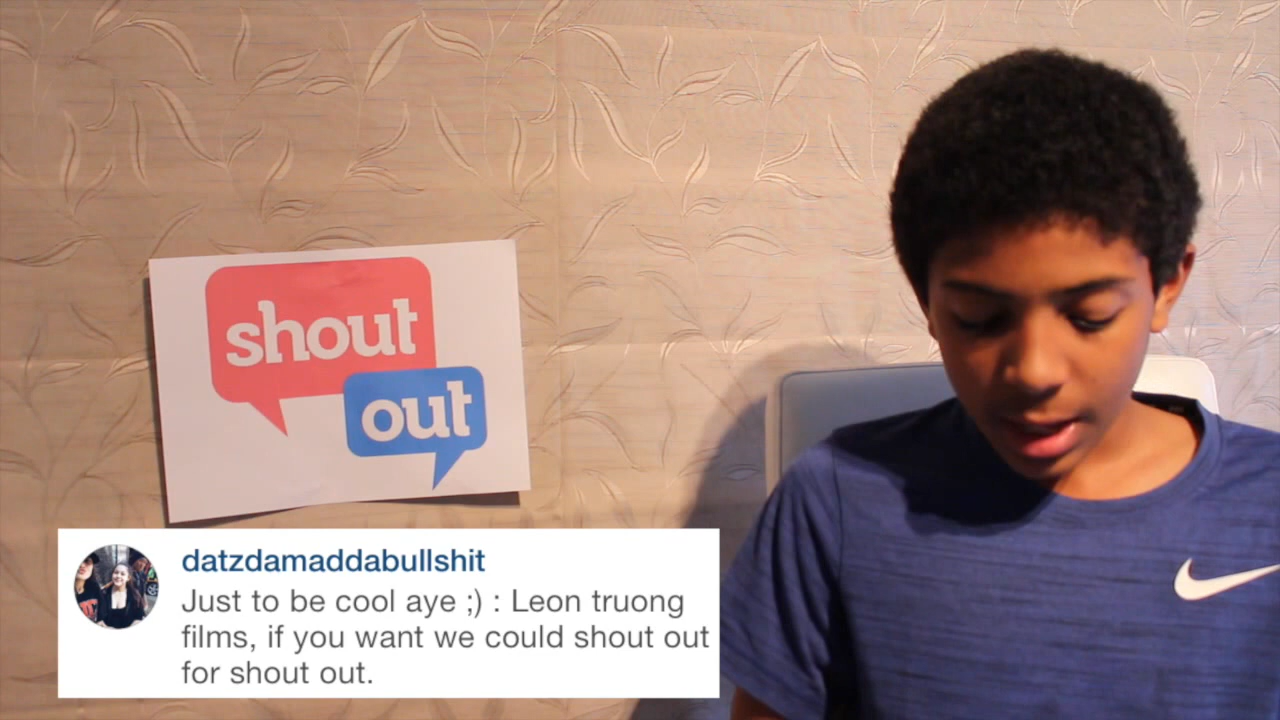 shout
out
datzdamaddabullshit
Just to be cool aye ;) : Leon truong
films, if you want we could shout out
for shout out.